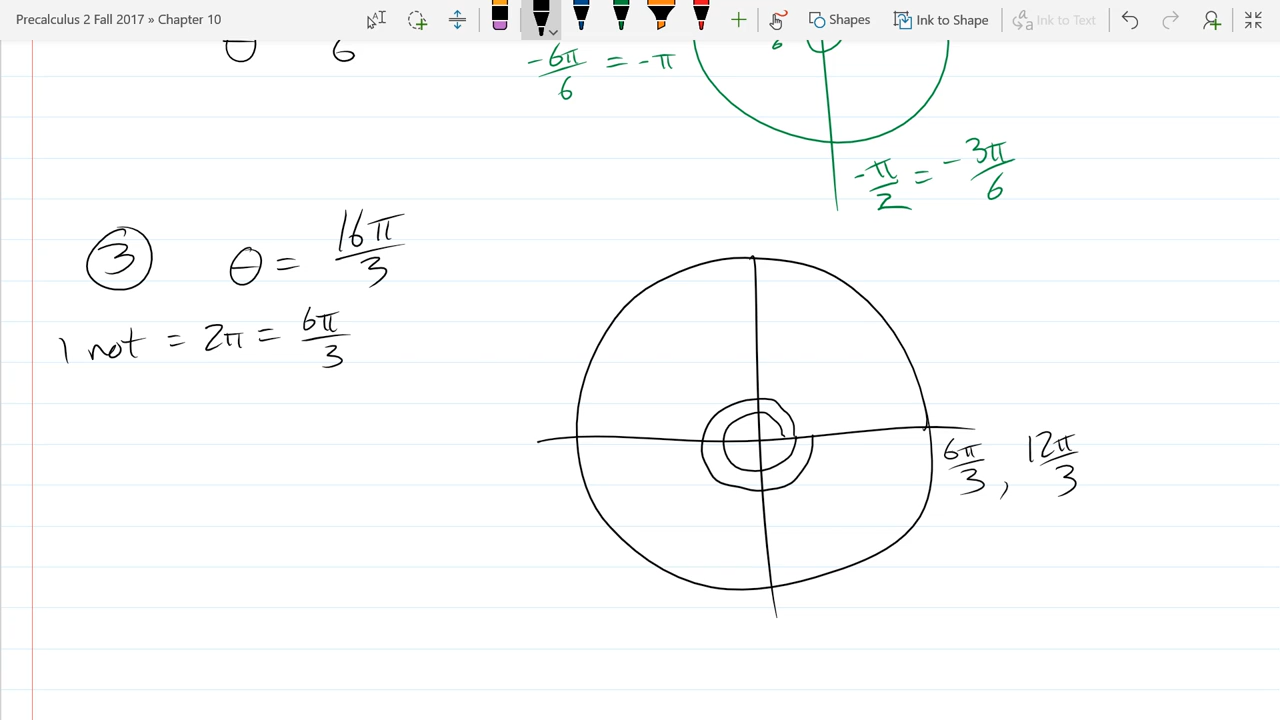 Precalculus 2 Fall 2017 » Chapter 10
Shapes
Ink to Shape
Ink to Text
θ 6
-6π/6 = -π
-π/2 = -3π/6
③ θ = 16π/3
1 not = 2π = 6π/3
6π/3, 12π/3